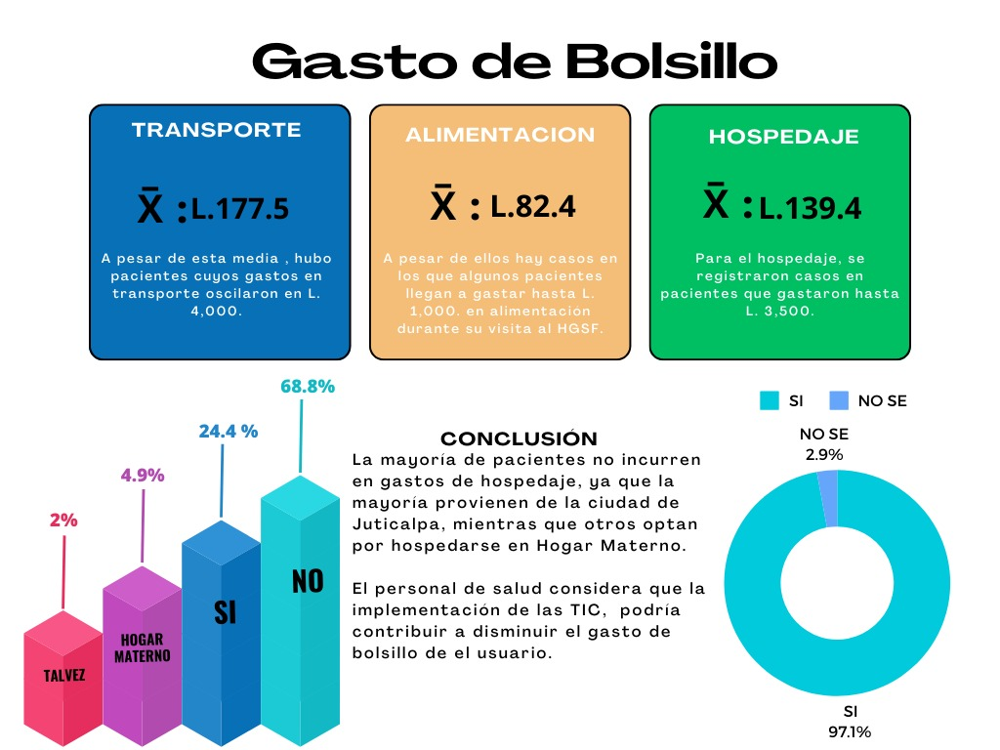 Gasto de Bolsillo
TRANSPORTE
X̄ :L.177.5
A pesar de esta media , hubo
pacientes cuyos gastos en
transporte oscilaron en L.
4,000.
ALIMENTACION
X̄ : L.82.4
A pesar de ellos hay casos en
los que algunos pacientes
llegan a gastar hasta L.
1,000. en alimentación
durante su visita al HGSF.
HOSPEDAJE
X̄ :L.139.4
Para el hospedaje, se
registraron casos en
pacientes que gastaron hasta
L. 3,500.
2%
4.9%
24.4 %
68.8%
TALVEZ
HOGAR
MATERNO
SI
NO
CONCLUSIÓN
La mayoría de pacientes no incurren
en gastos de hospedaje, ya que la
mayoría provienen de la ciudad de
Juticalpa, mientras que otros optan
por hospedarse en Hogar Materno.
El personal de salud considera que la
implementación de las TIC,  podría
contribuir a disminuir el gasto de
bolsillo de el usuario.
SI NO SE
NO SE
2.9%
SI
97.1%